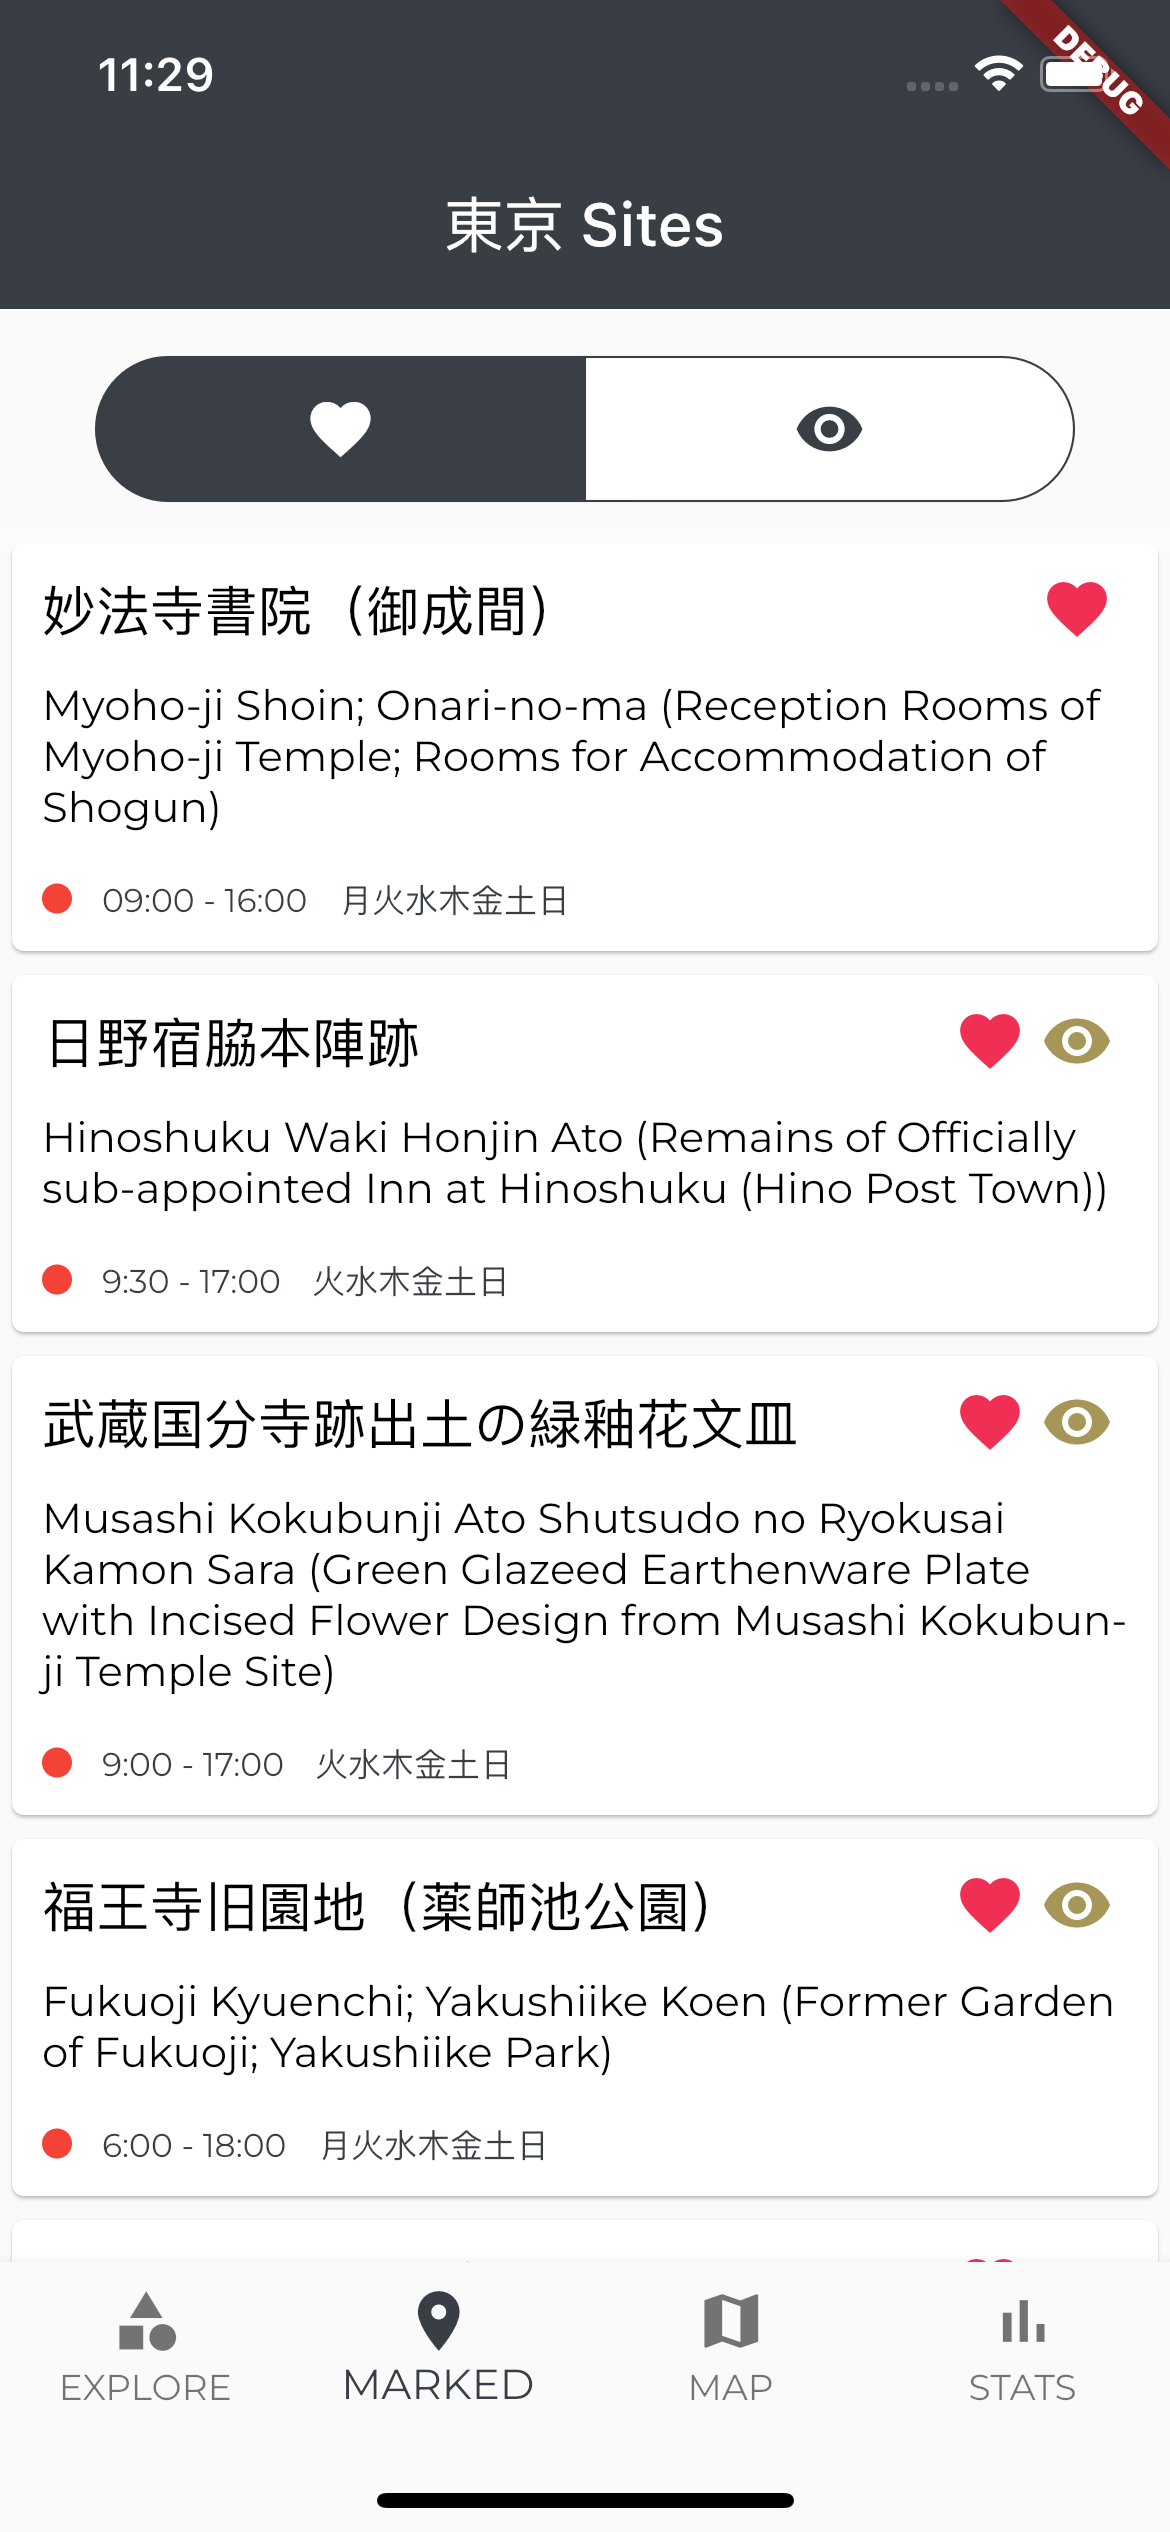 11:29
DEBUG
東京 Sites
妙法寺書院（御成間）
Myoho-ji Shoin; Onari-no-ma (Reception Rooms of
Myoho-ji Temple; Rooms for Accommodation of
Shogun)
09:00 - 16:00 月火水木金土日
日野宿脇本陣跡
Hinoshuku Waki Honjin Ato (Remains of Officially
sub-appointed Inn at Hinoshuku (Hino Post Town))
9:30 - 17:00 火水木金土日
武蔵国分寺跡出土の緑釉花文皿
Musashi Kokubunji Ato Shutsudo no Ryokusai
Kamon Sara (Green Glazeed Earthenware Plate
with Incised Flower Design from Musashi Kokubun-
ji Temple Site)
9:00 - 17:00 火水木金土日
福王寺旧園地（薬師池公園）
Fukuoji Kyuenchi; Yakushiike Koen (Former Garden
of Fukuoji; Yakushiike Park)
6:00 - 18:00 月火水木金土日
EXPLORE
MARKED
MAP
STATS